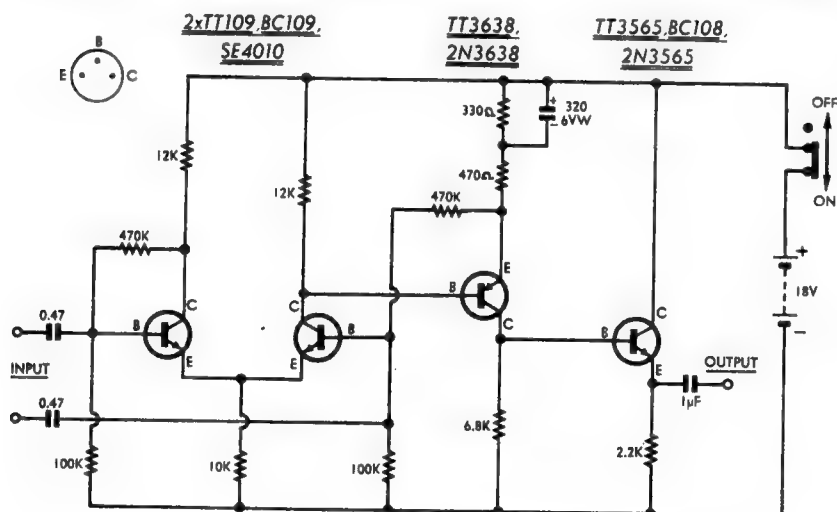 2xTT109,BC109,
SE4010
TT3638,
2N3638
TT3565,BC108,
2N3565
B
E
C
330Ω
+
320
6VW
−
OFF
ON
12K
12K
470Ω
470K
470K
+
18V
−
E
B
C
C
C
C
0.47
B
B
B
E
E
E
INPUT
OUTPUT
1µF
0.47
6.8K
2.2K
100K
10K
100K